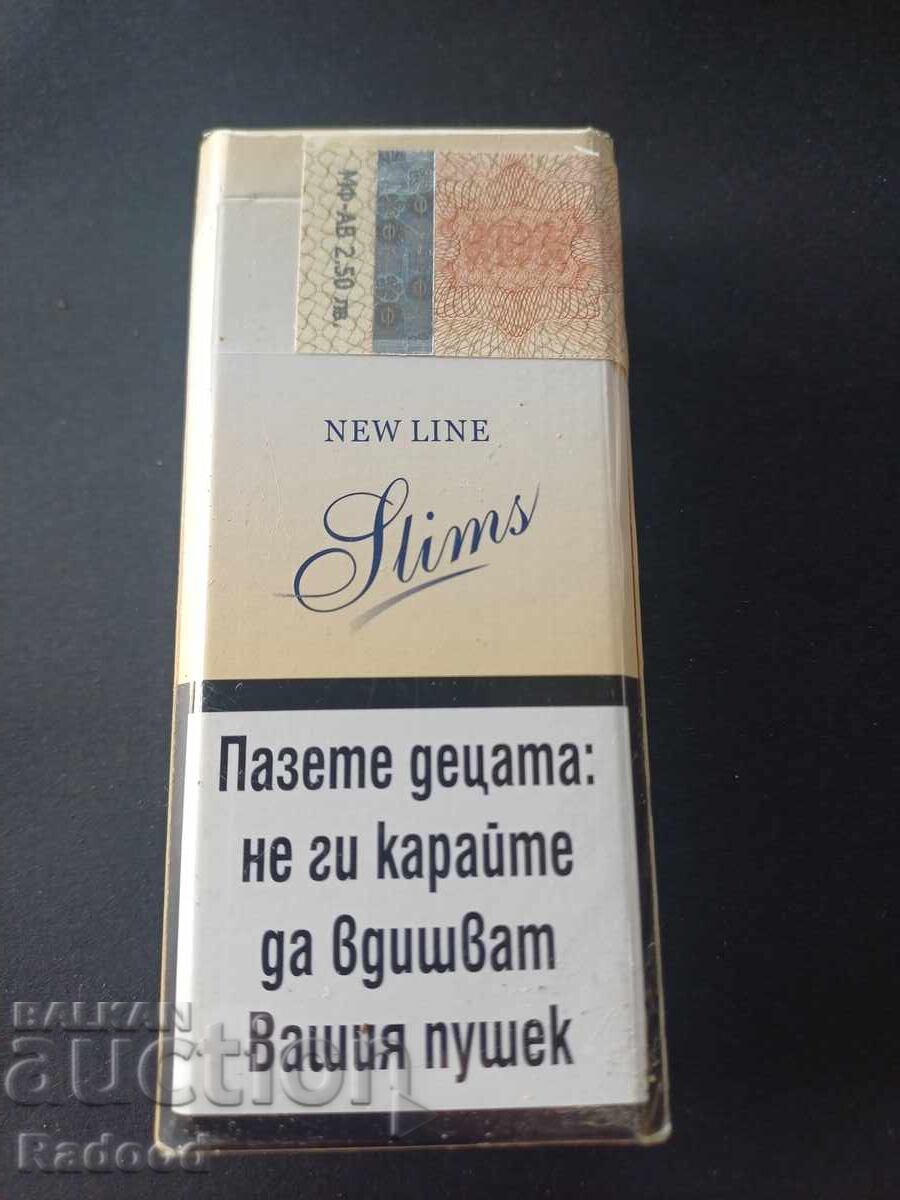 МФ-АВ 2.50 лв.
NEW LINE
Slims
Пазете децата:
не ги карайте
да вдишват
Вашия пушек
BALKAN
auction
Radood